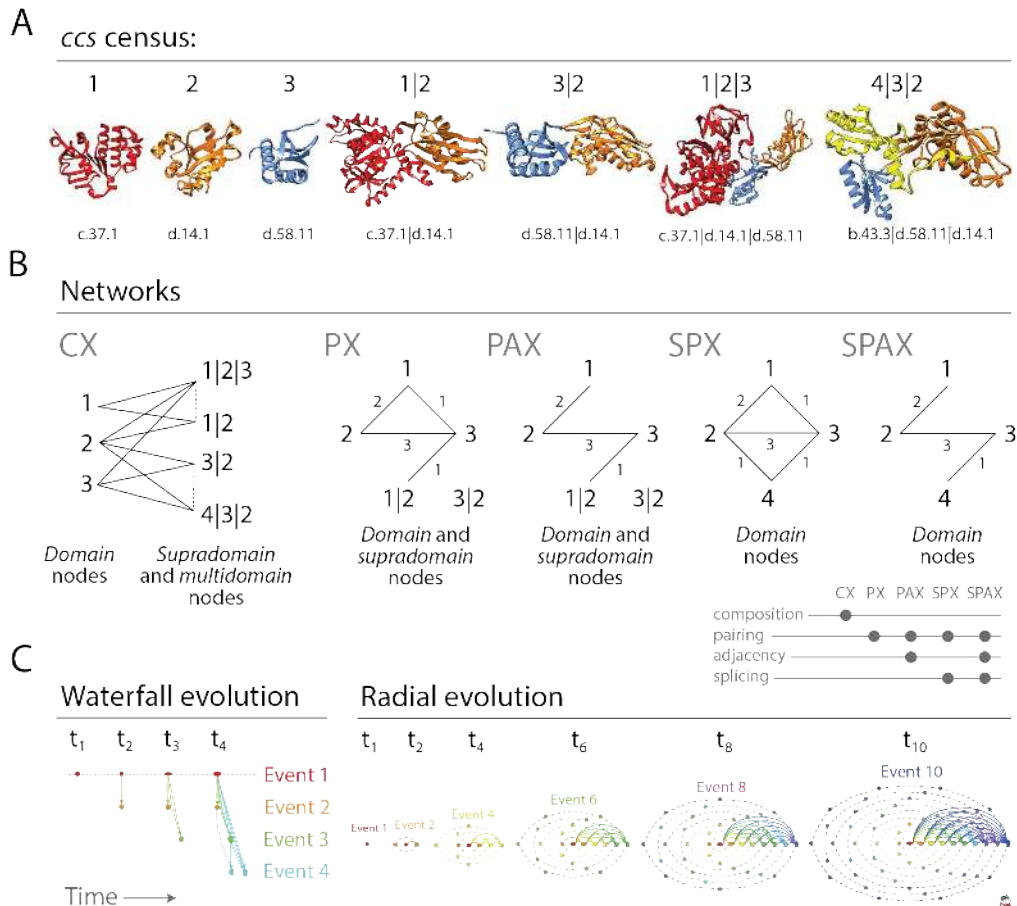 A
ccs census:
1 2 3 1|2 3|2 1|2|3 4|3|2
c.37.1 d.14.1 d.58.11 c.37.1|d.14.1 d.58.11|d.14.1 c.37.1|d.14.1|d.58.11 b.43.3|d.58.11|d.14.1
B
Networks
CX PX PAX SPX SPAX
1
2
3
1|2|3
1|2
3|2
4|3|2
Domain
nodes
Supradomain
and multidomain
nodes
1
2 1
2 3 3
1
1|2 3|2
Domain and
supradomain
nodes
1
2
2 3 3
1
1|2 3|2
Domain and
supradomain
nodes
1
2 1
2 3 3
1 1
4
Domain
nodes
1
2
2 3 3
1
4
Domain
nodes
CX PX PAX SPX SPAX
composition
pairing
adjacency
splicing
C
Waterfall evolution
t1 t2 t3 t4
Event 1
Event 2
Event 3
Event 4
Time
Radial evolution
t1 t2 t4 t6 t8 t10
Event 1 Event 2 Event 4 Event 6 Event 8 Event 10